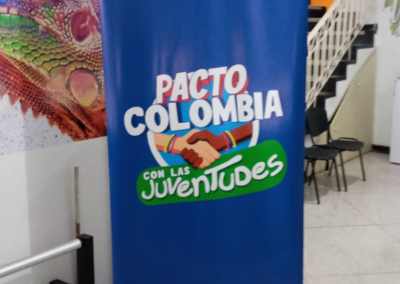 PACTO
COLOMBIA
CON LAS
JUVENTUDES